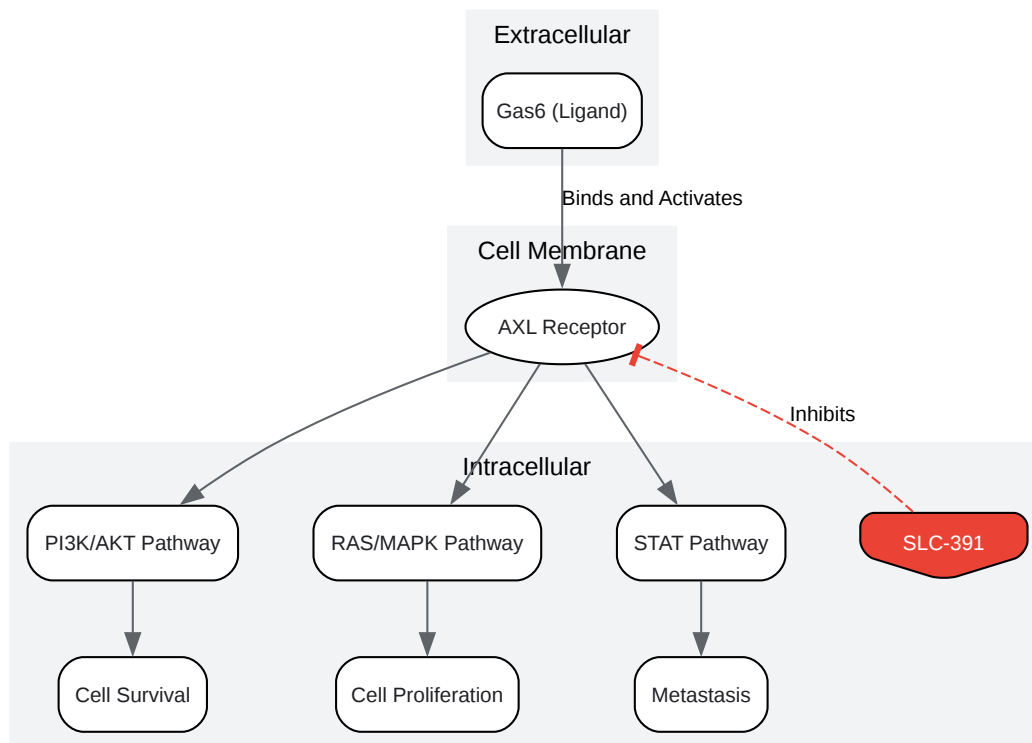 Extracellular
Gas6 (Ligand)
Binds and Activates
Cell Membrane
AXL Receptor
Inhibits
Intracellular
PI3K/AKT Pathway
RAS/MAPK Pathway
STAT Pathway
SLC-391
Cell Survival
Cell Proliferation
Metastasis